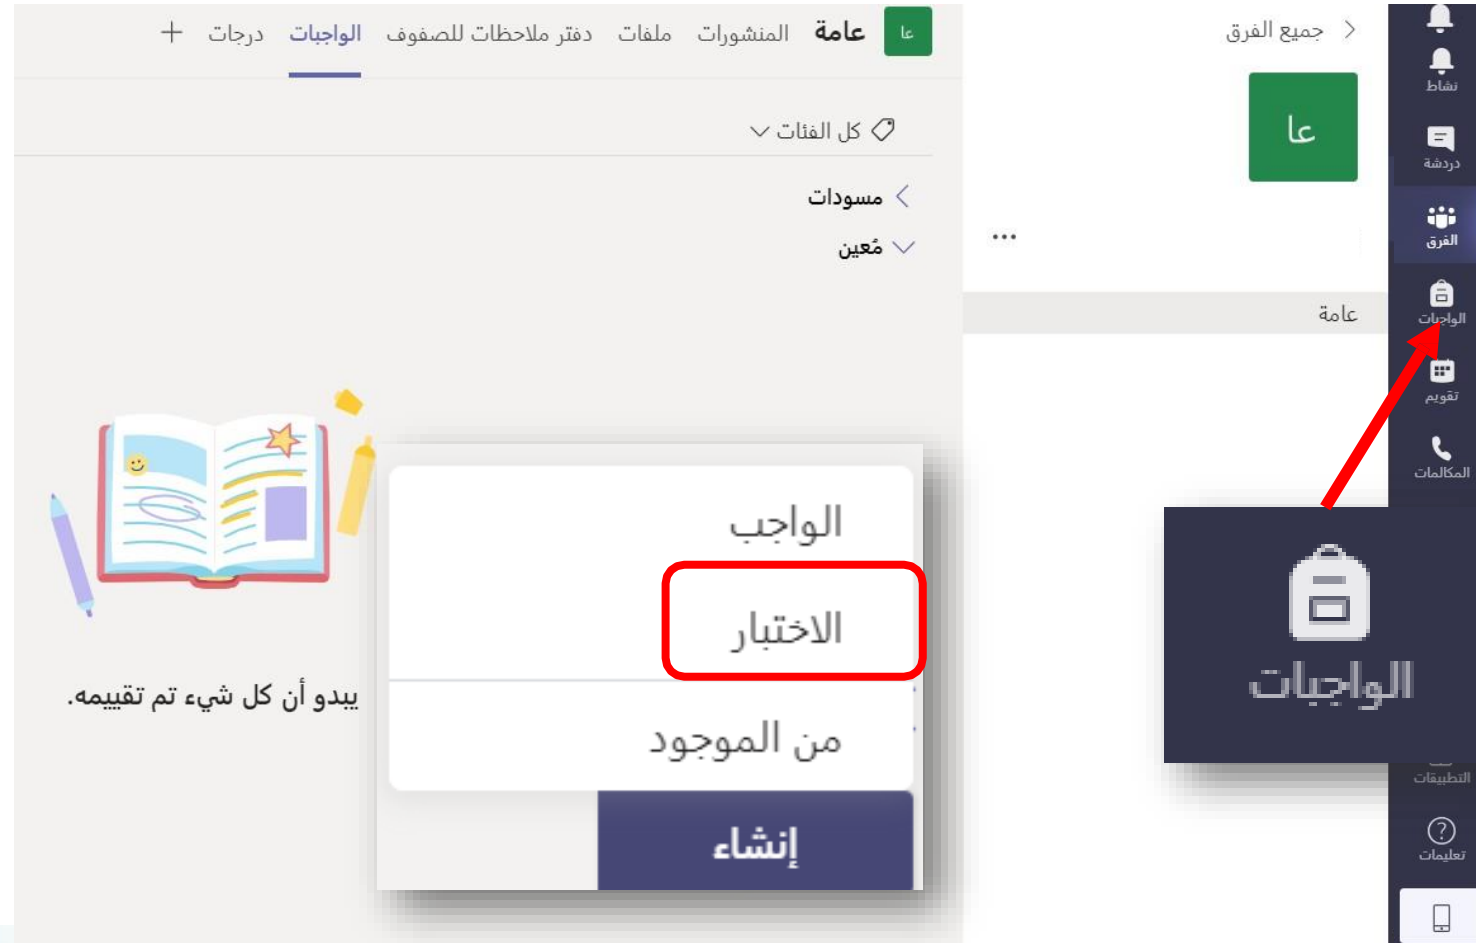 نشاط
دردشة
الفرق
الواجبات
تقويم
المكالمات
التطبيقات
تعليمات
جميع الفرق
عا
عامة
الواجبات
عا عامة المنشورات ملفات دفتر ملاحظات للصفوف الواجبات درجات +
كل الفئات
مسودات
مُعين
يبدو أن كل شيء تم تقييمه.
الواجب
الاختبار
من الموجود
إنشاء